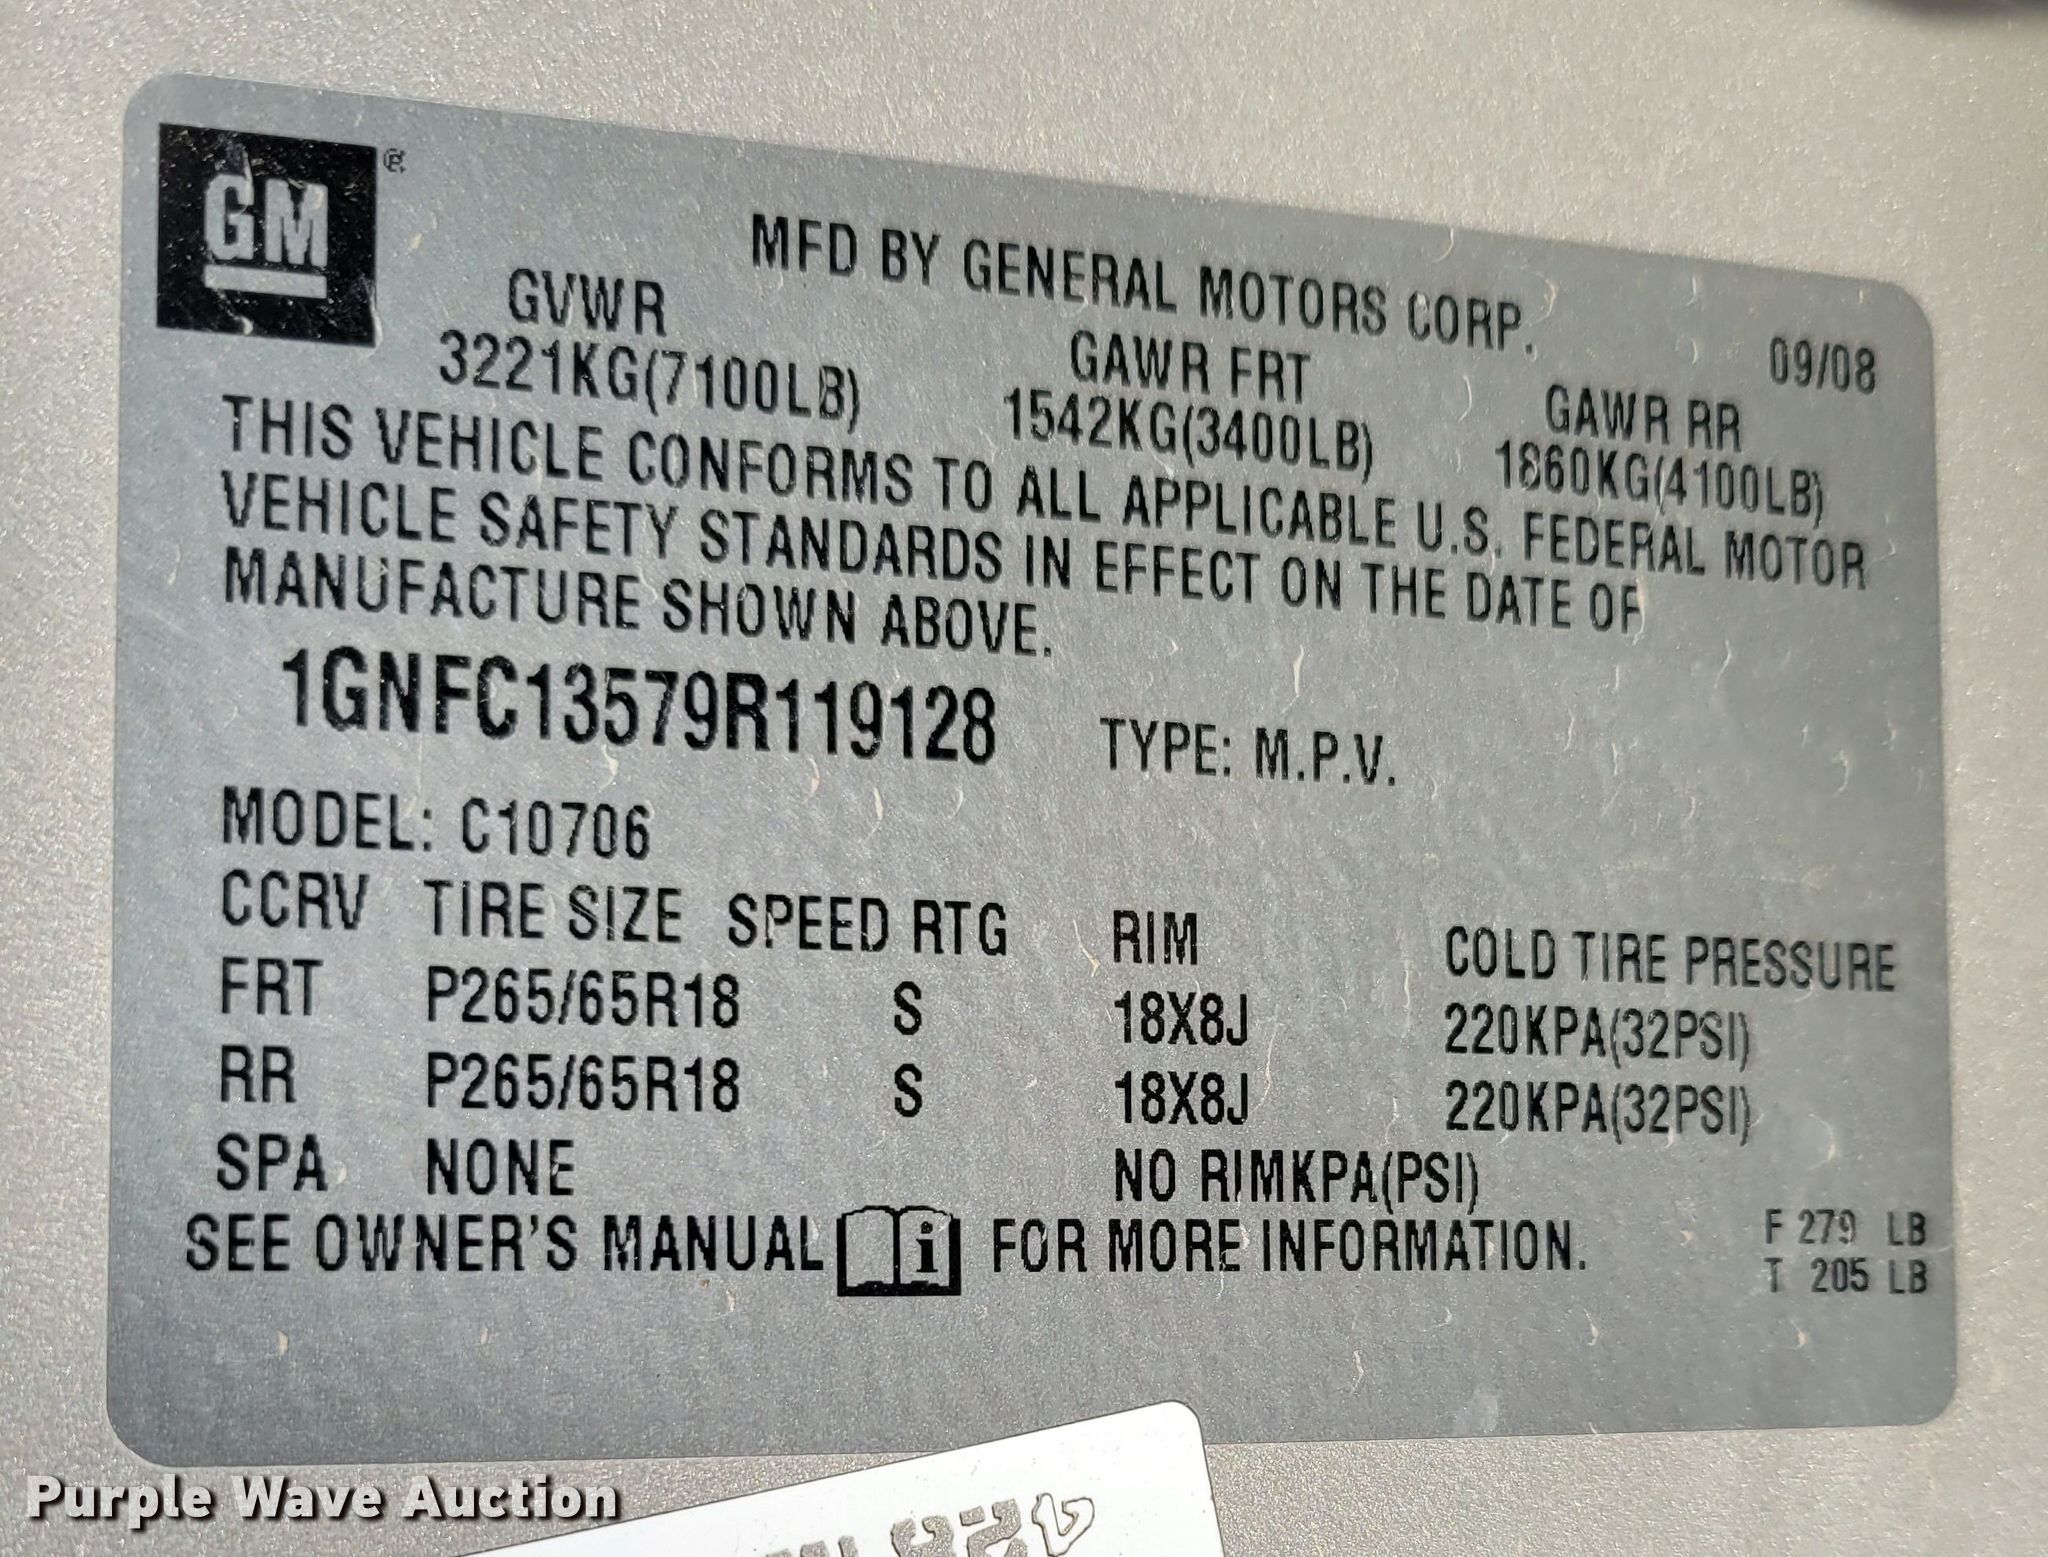 GM®
MFD BY GENERAL MOTORS CORP.
09/08
GVWR GAWR FRT GAWR RR
3221KG(7100LB) 1542KG(3400LB) 1860KG(4100LB)
THIS VEHICLE CONFORMS TO ALL APPLICABLE U.S. FEDERAL MOTOR
VEHICLE SAFETY STANDARDS IN EFFECT ON THE DATE OF
MANUFACTURE SHOWN ABOVE.
1GNFC13579R119128 TYPE: M.P.V.
MODEL: C10706
CCRV TIRE SIZE SPEED RTG RIM COLD TIRE PRESSURE
FRT P265/65R18 S 18X8J 220KPA(32PSI)
RR P265/65R18 S 18X8J 220KPA(32PSI)
SPA NONE NO RIMKPA(PSI)
SEE OWNER'S MANUAL i FOR MORE INFORMATION.
F 279 LB
T 205 LB
Purple Wave Auction